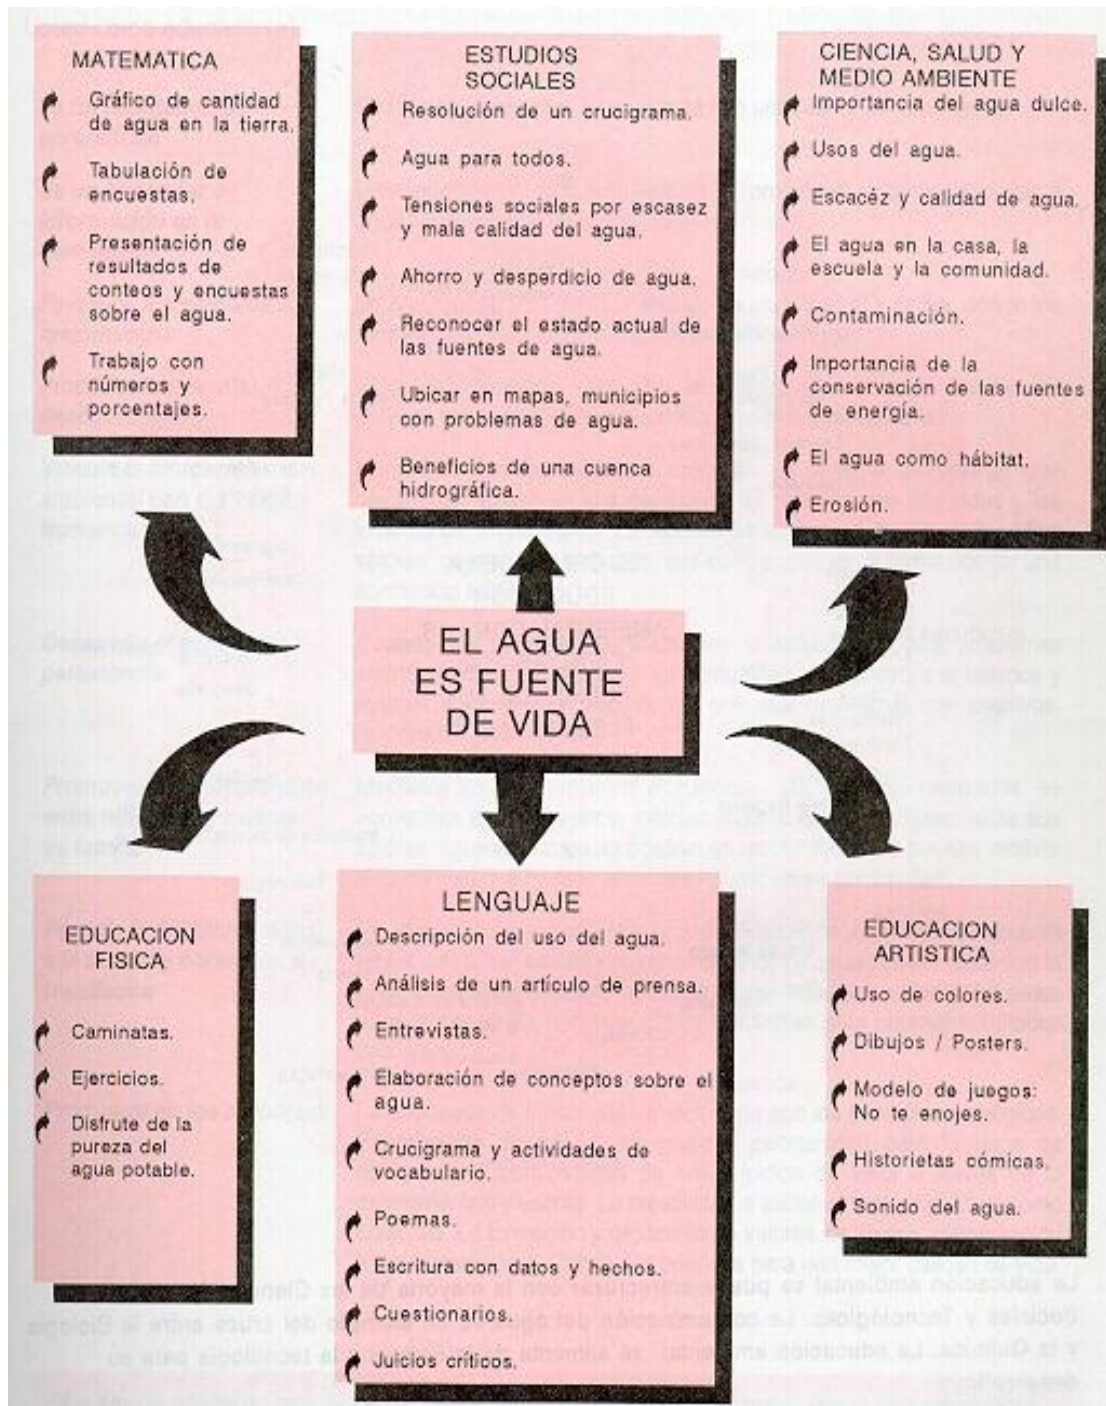 MATEMATICA
Gráfico de cantidad
de agua en la tierra.
Tabulación de
encuestas.
Presentación de
resultados de
conteos y encuestas
sobre el agua.
Trabajo con
números y
porcentajes.
ESTUDIOS
SOCIALES
Resolución de un crucigrama.
Agua para todos.
Tensiones sociales por escasez
y mala calidad del agua.
Ahorro y desperdicio de agua.
Reconocer el estado actual de
las fuentes de agua.
Ubicar en mapas, municipios
con problemas de agua.
Beneficios de una cuenca
hidrográfica.
CIENCIA, SALUD Y
MEDIO AMBIENTE
Importancia del agua dulce.
Usos del agua.
Escacéz y calidad de agua.
El agua en la casa, la
escuela y la comunidad.
Contaminación.
Inportancia de la
conservación de las fuentes
de energía.
El agua como hábitat.
Erosión.
EL AGUA
ES FUENTE
DE VIDA
EDUCACION
FISICA
Caminatas.
Ejercicios.
Disfrute de la
pureza del
agua potable.
LENGUAJE
Descripción del uso del agua.
Análisis de un artículo de prensa.
Entrevistas.
Elaboración de conceptos sobre el
agua.
Crucigrama y actividades de
vocabulario.
Poemas.
Escritura con datos y hechos.
Cuestionarios.
Juicios críticos.
EDUCACION
ARTISTICA
Uso de colores.
Dibujos / Posters.
Modelo de juegos:
No te enojes.
Historietas cómicas.
Sonido del agua.